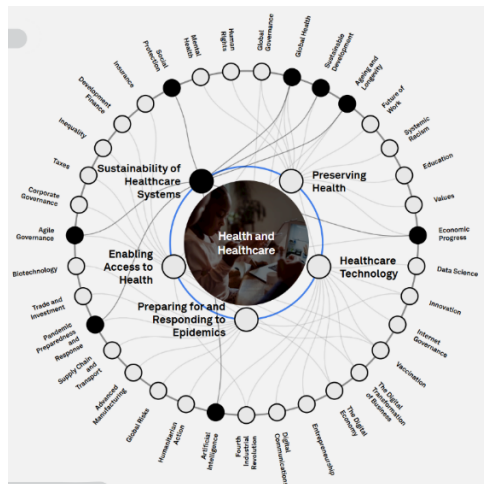 Health and
Healthcare
Sustainability of
Healthcare
Systems
Preserving
Health
Healthcare
Technology
Preparing for and
Responding to
Epidemics
Enabling
Access to
Health
Mental
Health
Human
Rights
Global
Governance
Global Health
Sustainable
Development
Ageing and
Longevity
Future of
Work
Systemic
Racism
Education
Values
Economic
Progress
Data Science
Innovation
Internet
Governance
Vaccination
The Digital
Transformation
of Business
The Digital
Economy
Entrepreneurship
Digital
Communications
Fourth
Industrial
Revolution
Artificial
Intelligence
Humanitarian
Action
Global Risks
Advanced
Manufacturing
Supply Chain
and
Transport
Pandemic
Preparedness
and
Response
Trade and
Investment
Biotechnology
Agile
Governance
Corporate
Governance
Taxes
Inequality
Development
Finance
Insurance
Social
Protection